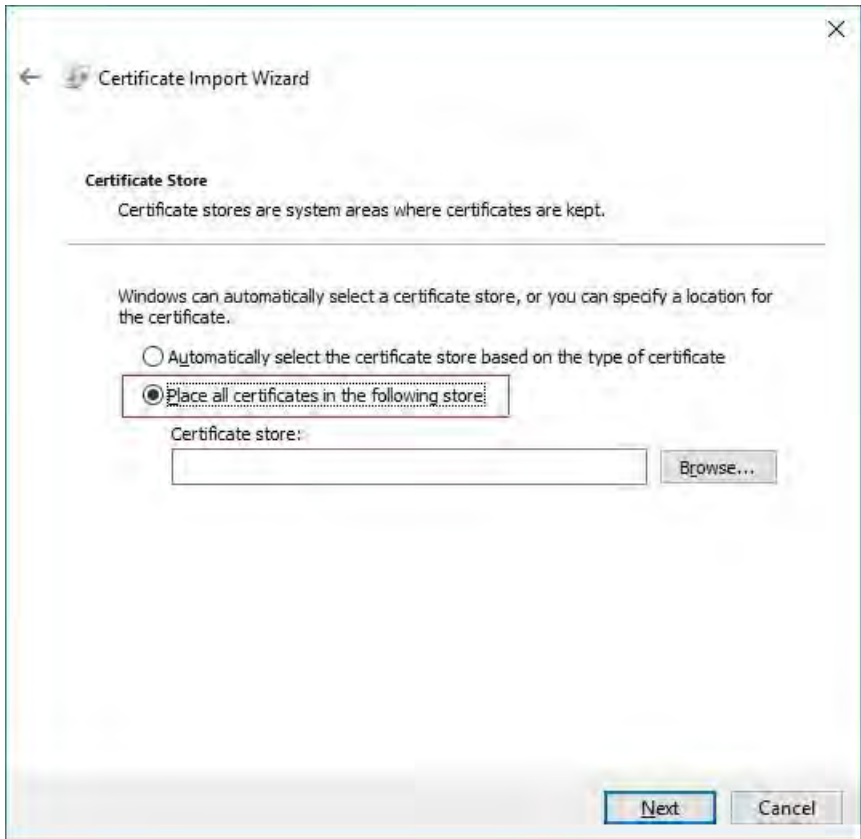 Certificate Import Wizard
Certificate Store
Certificate stores are system areas where certificates are kept.
Windows can automatically select a certificate store, or you can specify a location for
the certificate.
Automatically select the certificate store based on the type of certificate
Place all certificates in the following store
Certificate store:
Browse...
Next
Cancel